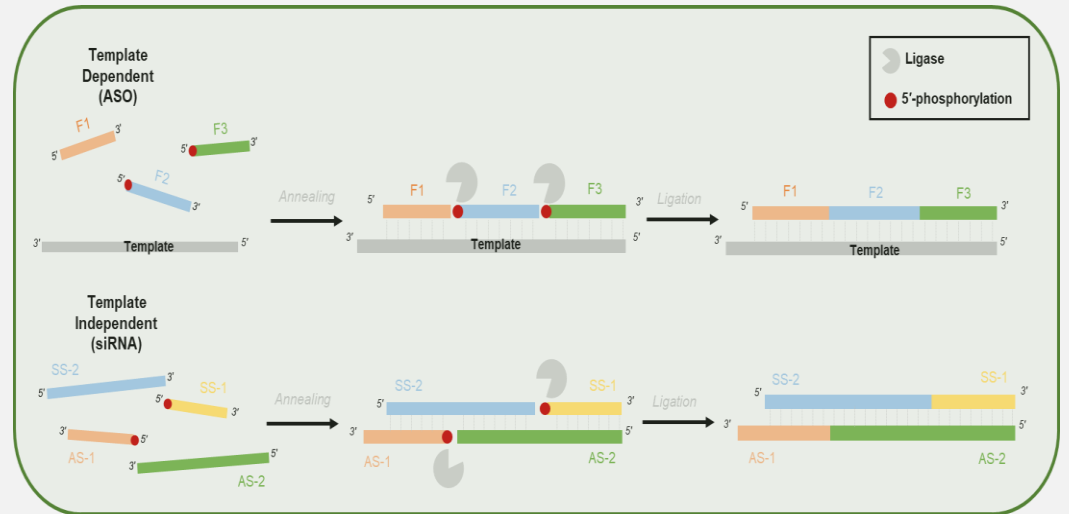 Template
Dependent
(ASO)
Ligase
5'-phosphorylation
F1
3'
5'
F3
5'
3'
5'
F2
3'
3'
Template
5'
Annealing
5'
F1
F2
F3
3'
3'
Template
5'
Ligation
5'
F1
F2
F3
3'
3'
Template
5'
Template
Independent
(siRNA)
SS-2
5'
3'
SS-1
5'
3'
3'
5'
AS-1
3'
5'
AS-2
Annealing
SS-2
SS-1
5'
3'
3'
5'
AS-1
AS-2
Ligation
SS-2
SS-1
5'
3'
3'
5'
AS-1
AS-2